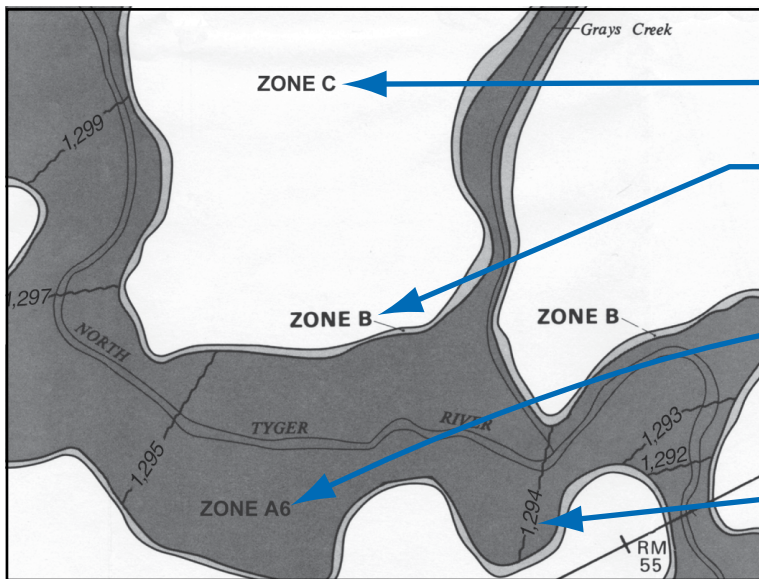 Grays Creek
ZONE C
1,299
1,297
ZONE B
ZONE B
NORTH
TYGER
RIVER
1,295
1,293
1,292
ZONE A6
1,294
RM
55